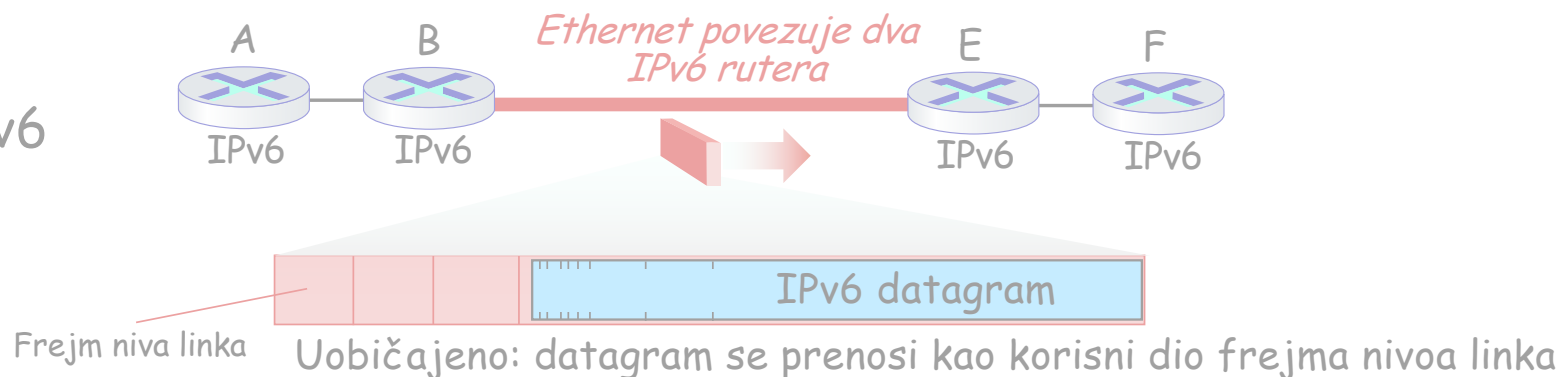 A
B
Ethernet povezuje dva
IPv6 rutera
E
F
v6
IPv6
IPv6
IPv6
IPv6
IPv6 datagram
Frejm niva linka
Uobičajeno: datagram se prenosi kao korisni dio frejma nivoa linka